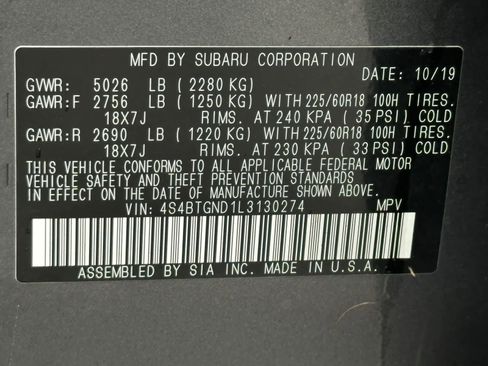 MFD BY SUBARU CORPORATION
DATE: 10/19
GVWR: 5026 LB ( 2280 KG)
GAWR:F 2756 LB ( 1250 KG) WITH 225/60R18 100H TIRES.
18X7J RIMS. AT 240 KPA ( 35 PSI) COLD
GAWR:R 2690 LB ( 1220 KG) WITH 225/60R18 100H TIRES.
18X7J RIMS. AT 230 KPA ( 33 PSI) COLD
THIS VEHICLE CONFORMS TO ALL APPLICABLE FEDERAL MOTOR
VEHICLE SAFETY AND THEFT PREVENTION STANDARDS
IN EFFECT ON THE DATE OF MANUFACTURE SHOWN ABOVE.
VIN: 4S4BTGND1L3130274 MPV
ASSEMBLED BY SIA INC. MADE IN U.S.A.